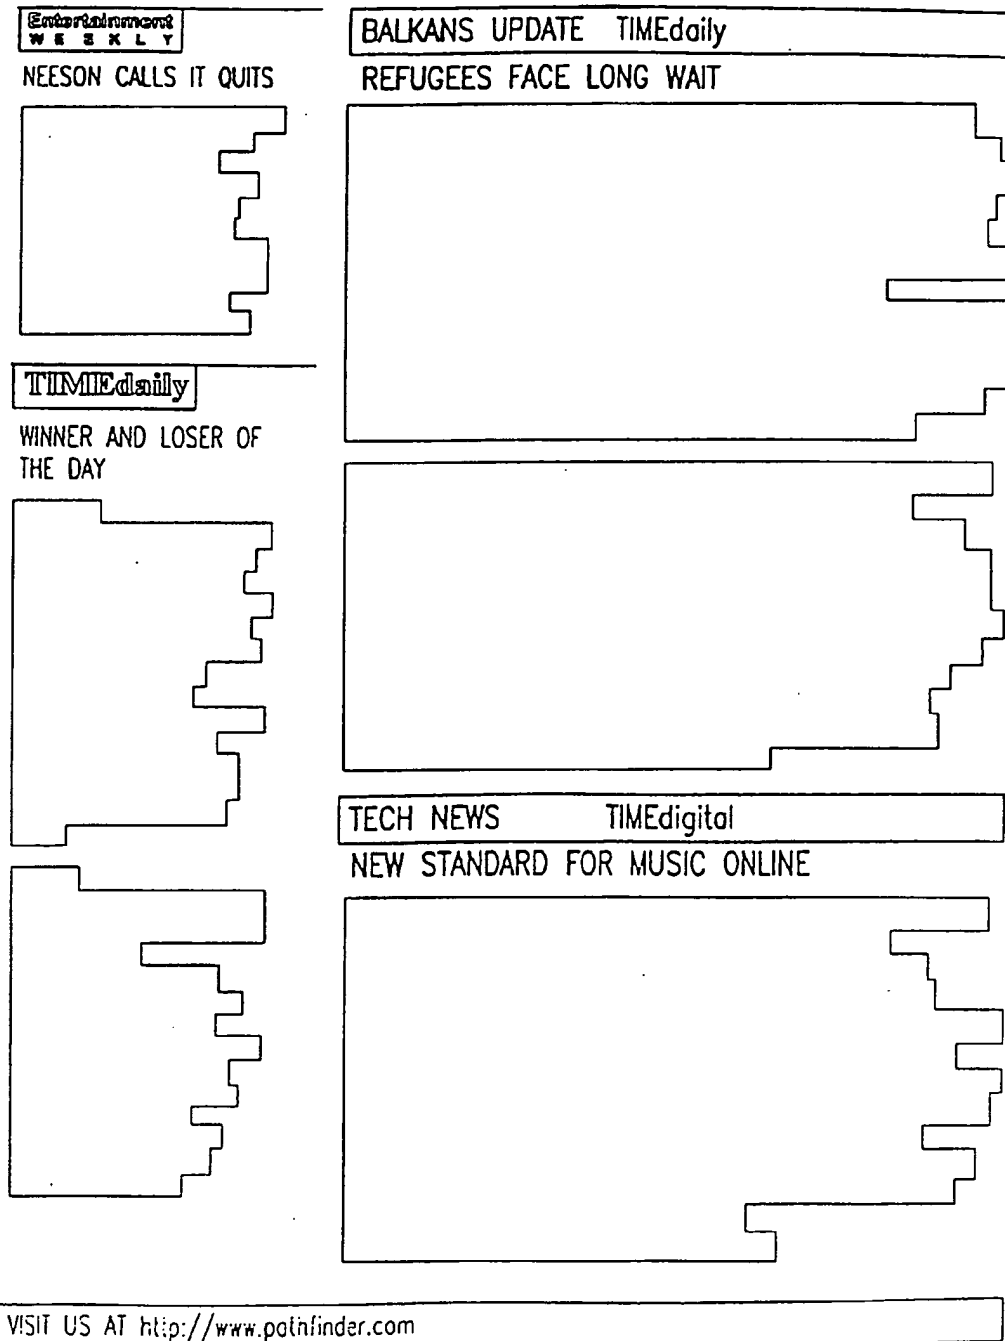 Entertainment
WEEKLY
NEESON CALLS IT QUITS
TIMEdaily
WINNER AND LOSER OF
THE DAY
BALKANS UPDATE TIMEdaily
REFUGEES FACE LONG WAIT
TECH NEWS TIMEdigital
NEW STANDARD FOR MUSIC ONLINE
VISIT US AT http://www.pathfinder.com